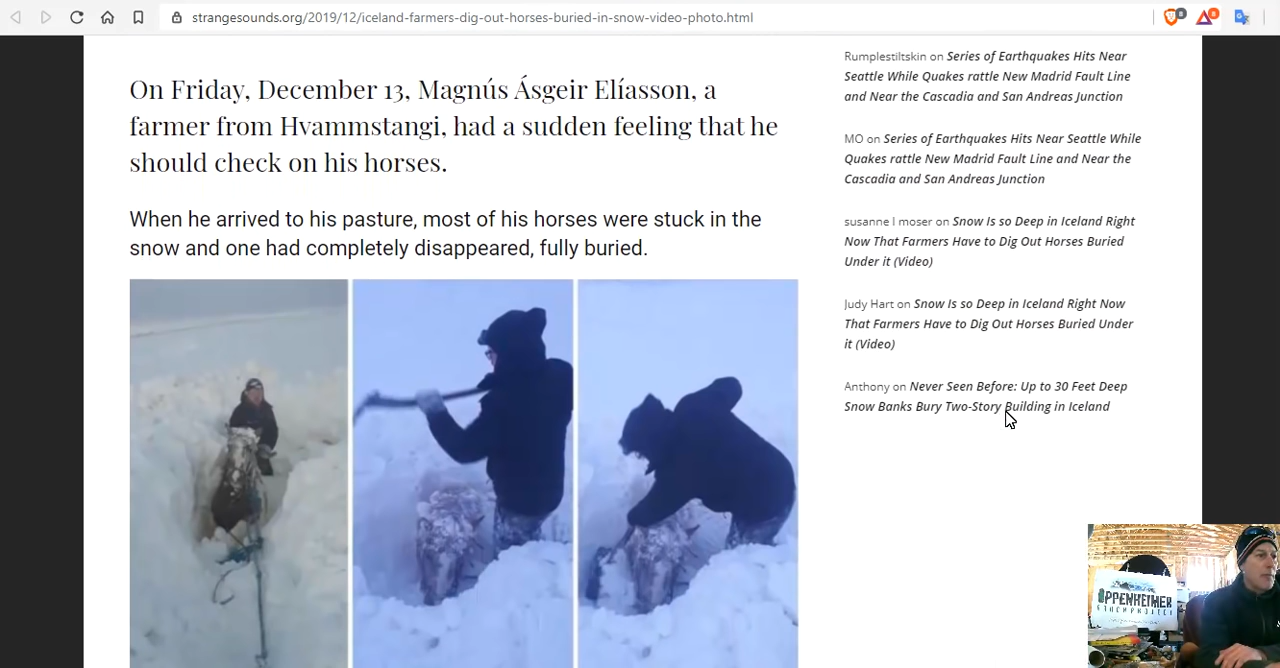 strangesounds.org/2019/12/iceland-farmers-dig-out-horses-buried-in-snow-video-photo.html
8
8
On Friday, December 13, Magnús Ásgeir Elíasson, a
farmer from Hvammstangi, had a sudden feeling that he
should check on his horses.
When he arrived to his pasture, most of his horses were stuck in the
snow and one had completely disappeared, fully buried.
Rumplestiltskin on Series of Earthquakes Hits Near
Seattle While Quakes rattle New Madrid Fault Line
and Near the Cascadia and San Andreas Junction
MO on Series of Earthquakes Hits Near Seattle While
Quakes rattle New Madrid Fault Line and Near the
Cascadia and San Andreas Junction
susanne l moser on Snow Is so Deep in Iceland Right
Now That Farmers Have to Dig Out Horses Buried
Under it (Video)
Judy Hart on Snow Is so Deep in Iceland Right Now
That Farmers Have to Dig Out Horses Buried Under
it (Video)
Anthony on Never Seen Before: Up to 30 Feet Deep
Snow Banks Bury Two-Story Building in Iceland
PPENHEIMER